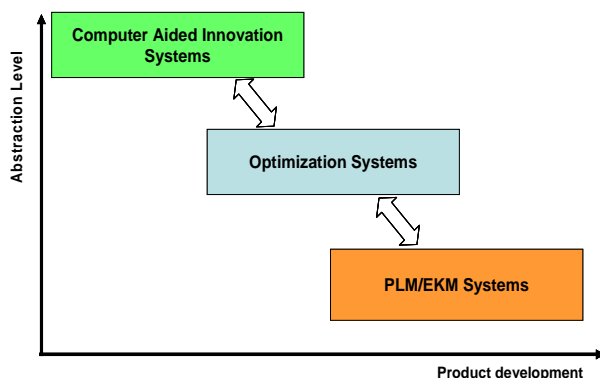 Computer Aided Innovation
Systems
Abstraction Level
Optimization Systems
PLM/EKM Systems
Product development